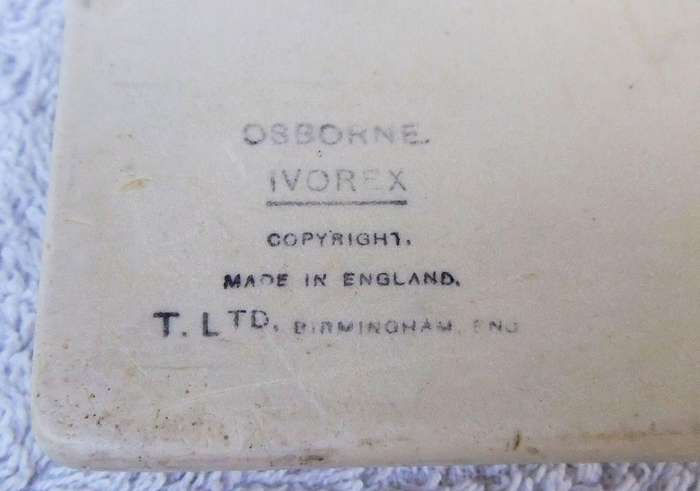 OSBORNE.
IVOREX
COPYRIGHT.
MADE IN ENGLAND.
T. LTD. BIRMINGHAM, ENG